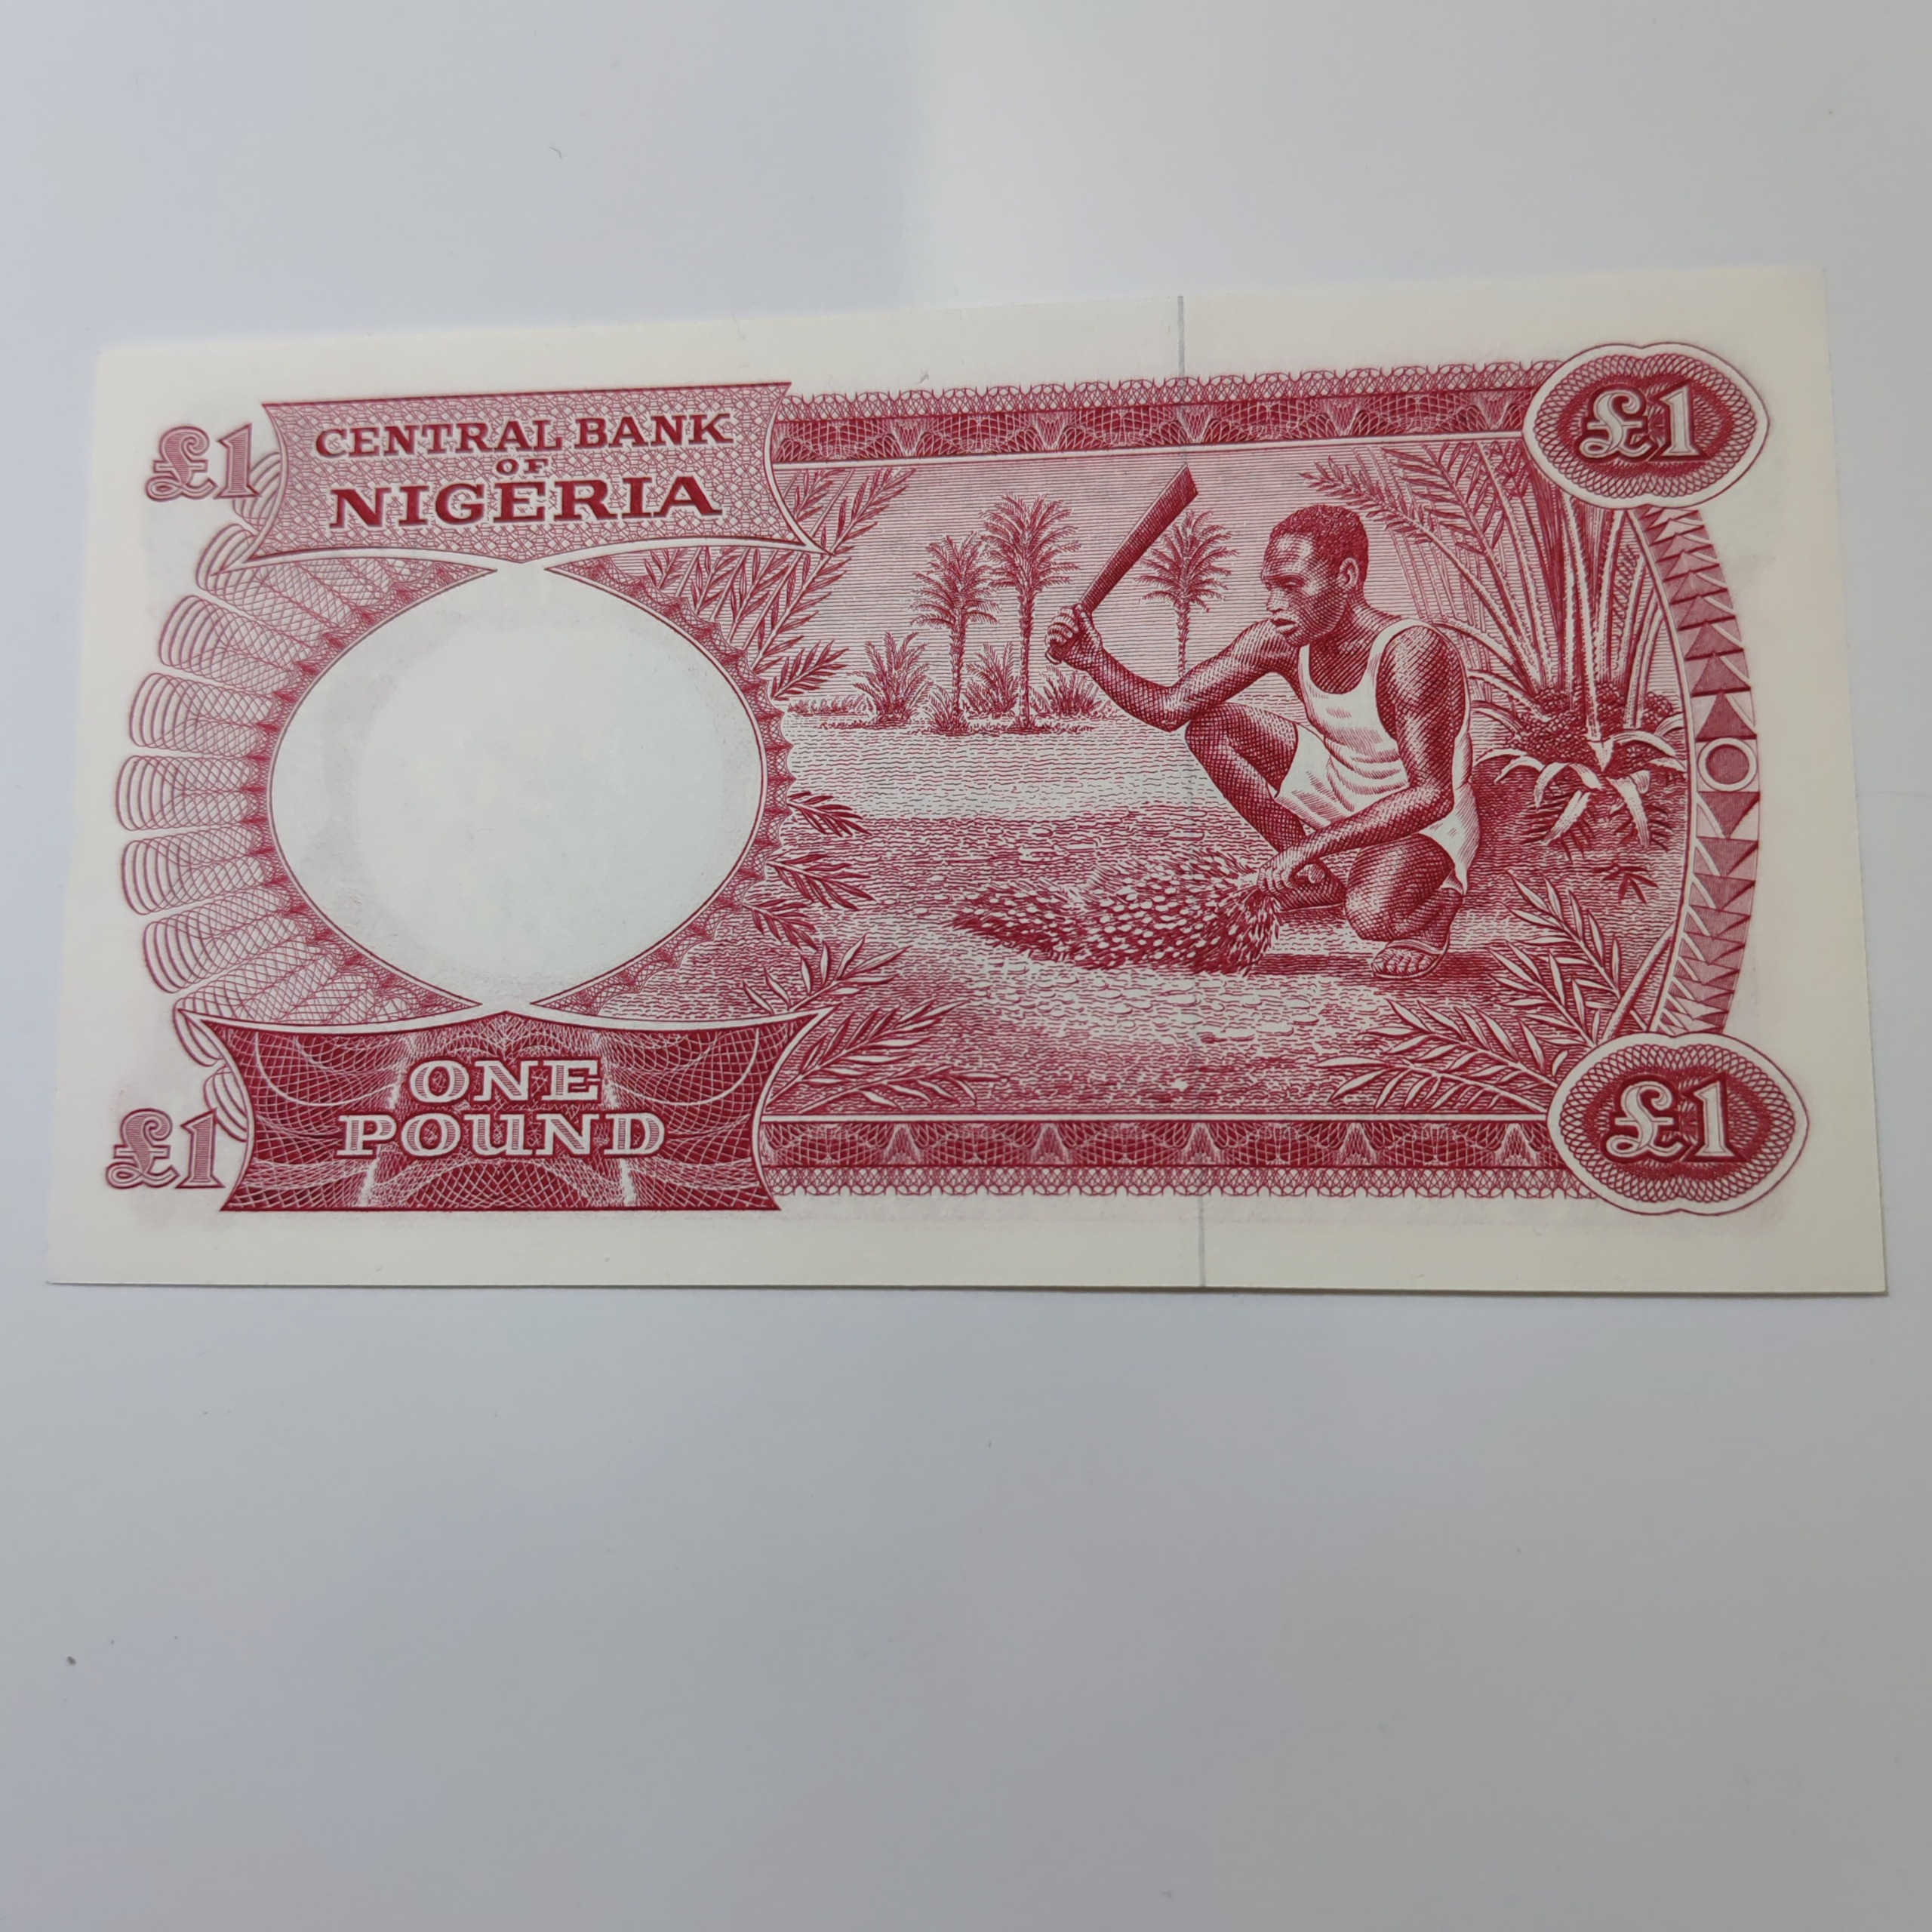 £1
CENTRAL BANK
OF
NIGERIA
£1
£1
ONE
POUND
£1